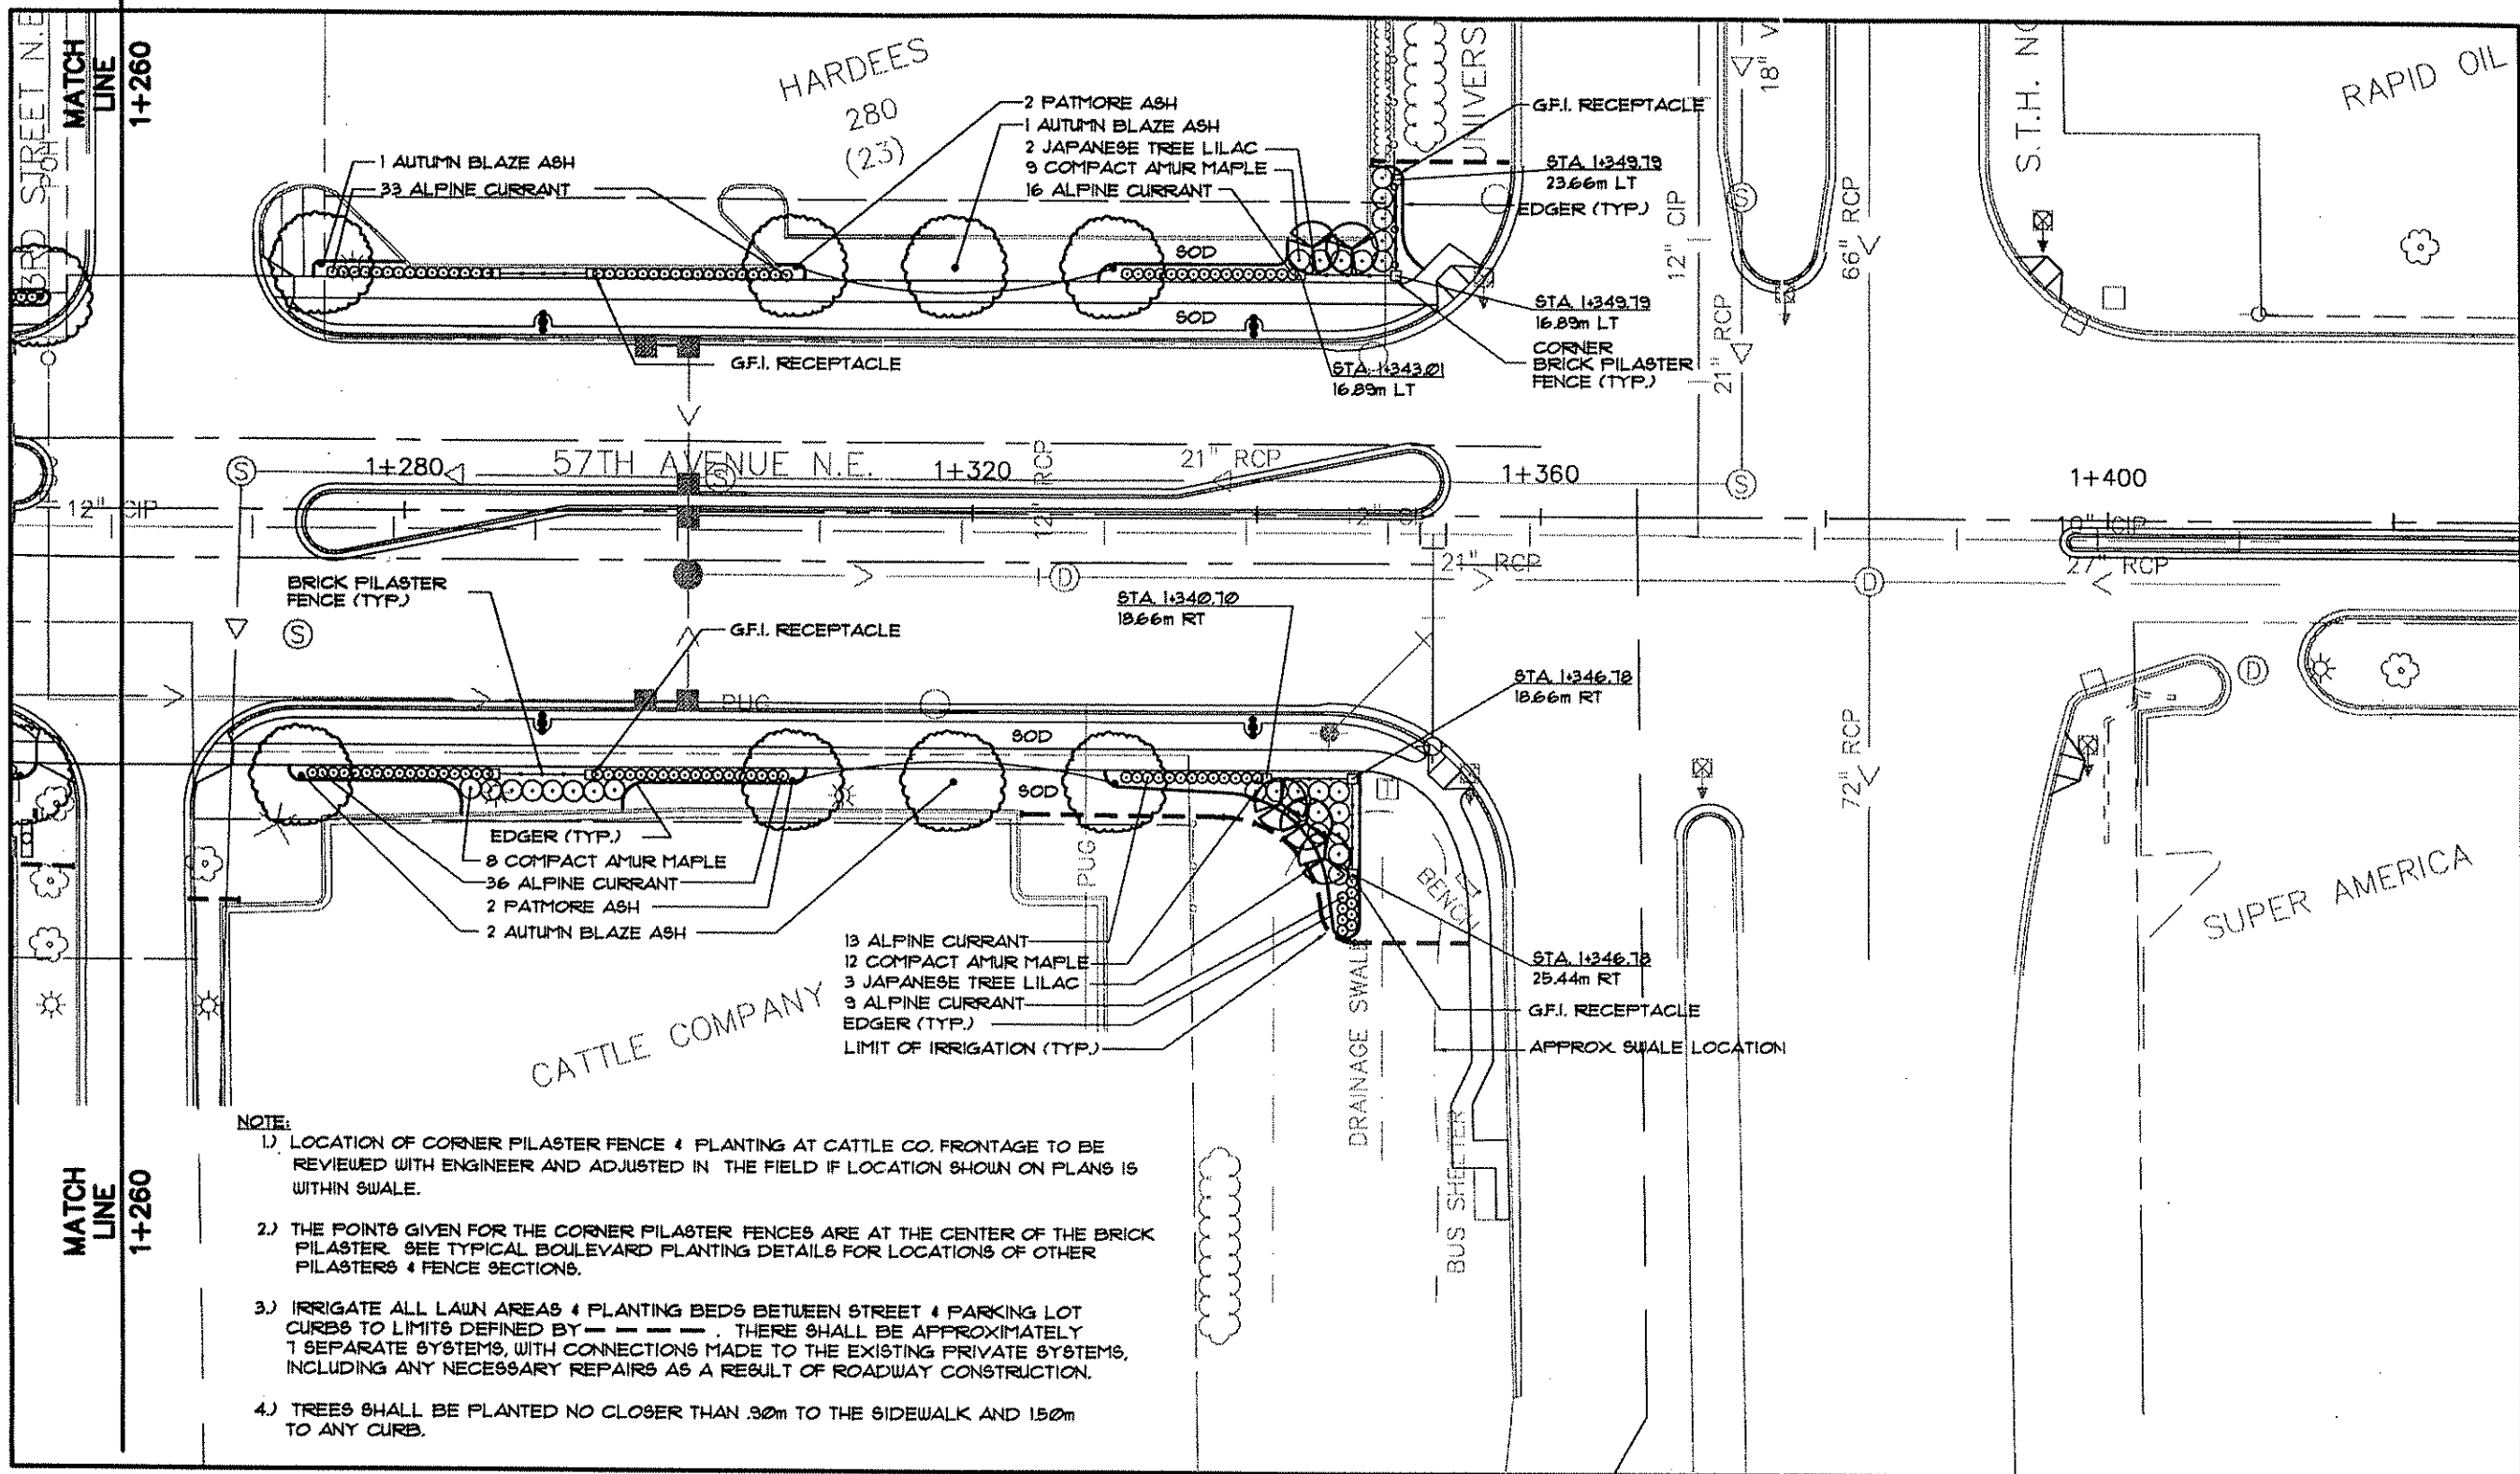 3RD STREET N.E.
MATCH
LINE
1+260
HARDEES
280
(23)
1 AUTUMN BLAZE ASH
33 ALPINE CURRANT
2 PATMORE ASH
1 AUTUMN BLAZE ASH
2 JAPANESE TREE LILAC
9 COMPACT AMUR MAPLE
16 ALPINE CURRANT
UNIVERS
G.F.I. RECEPTACLE
STA. 1+349.79
23.66m LT
EDGER (TYP.)
STA. 1+349.79
16.89m LT
CORNER
BRICK PILASTER
FENCE (TYP.)
STA. 1+343.01
16.89m LT
SOD
SOD
G.F.I. RECEPTACLE
12" CIP
21" RCP
18" V
66" RCP
S.T.H. NO
RAPID OIL
S
S
1+280
57TH AVENUE N.E.
S
1+320
21" RCP
1+360
S
1+400
12" CIP
12" RCP
27" RCP
21" RCP
D
D
BRICK PILASTER
FENCE (TYP.)
S
G.F.I. RECEPTACLE
STA. 1+340.70
18.66m RT
STA. 1+346.78
18.66m RT
D
PUG
SOD
SOD
PUG
72" RCP
EDGER (TYP.)
8 COMPACT AMUR MAPLE
36 ALPINE CURRANT
2 PATMORE ASH
2 AUTUMN BLAZE ASH
13 ALPINE CURRANT
12 COMPACT AMUR MAPLE
3 JAPANESE TREE LILAC
9 ALPINE CURRANT
EDGER (TYP.)
LIMIT OF IRRIGATION (TYP.)
BENCH
STA. 1+346.78
25.44m RT
G.F.I. RECEPTACLE
APPROX. SWALE LOCATION
DRAINAGE SWALE
BUS SHELTER
SUPER AMERICA
CATTLE COMPANY
MATCH
LINE
1+260
NOTE:
1.) LOCATION OF CORNER PILASTER FENCE & PLANTING AT CATTLE CO. FRONTAGE TO BE
REVIEWED WITH ENGINEER AND ADJUSTED IN THE FIELD IF LOCATION SHOWN ON PLANS IS
WITHIN SWALE.
2.) THE POINTS GIVEN FOR THE CORNER PILASTER FENCES ARE AT THE CENTER OF THE BRICK
PILASTER. SEE TYPICAL BOULEVARD PLANTING DETAILS FOR LOCATIONS OF OTHER
PILASTERS & FENCE SECTIONS.
3.) IRRIGATE ALL LAWN AREAS & PLANTING BEDS BETWEEN STREET & PARKING LOT
CURBS TO LIMITS DEFINED BY — — — — . THERE SHALL BE APPROXIMATELY
7 SEPARATE SYSTEMS, WITH CONNECTIONS MADE TO THE EXISTING PRIVATE SYSTEMS,
INCLUDING ANY NECESSARY REPAIRS AS A RESULT OF ROADWAY CONSTRUCTION.
4.) TREES SHALL BE PLANTED NO CLOSER THAN .90m TO THE SIDEWALK AND 1.50m
TO ANY CURB.